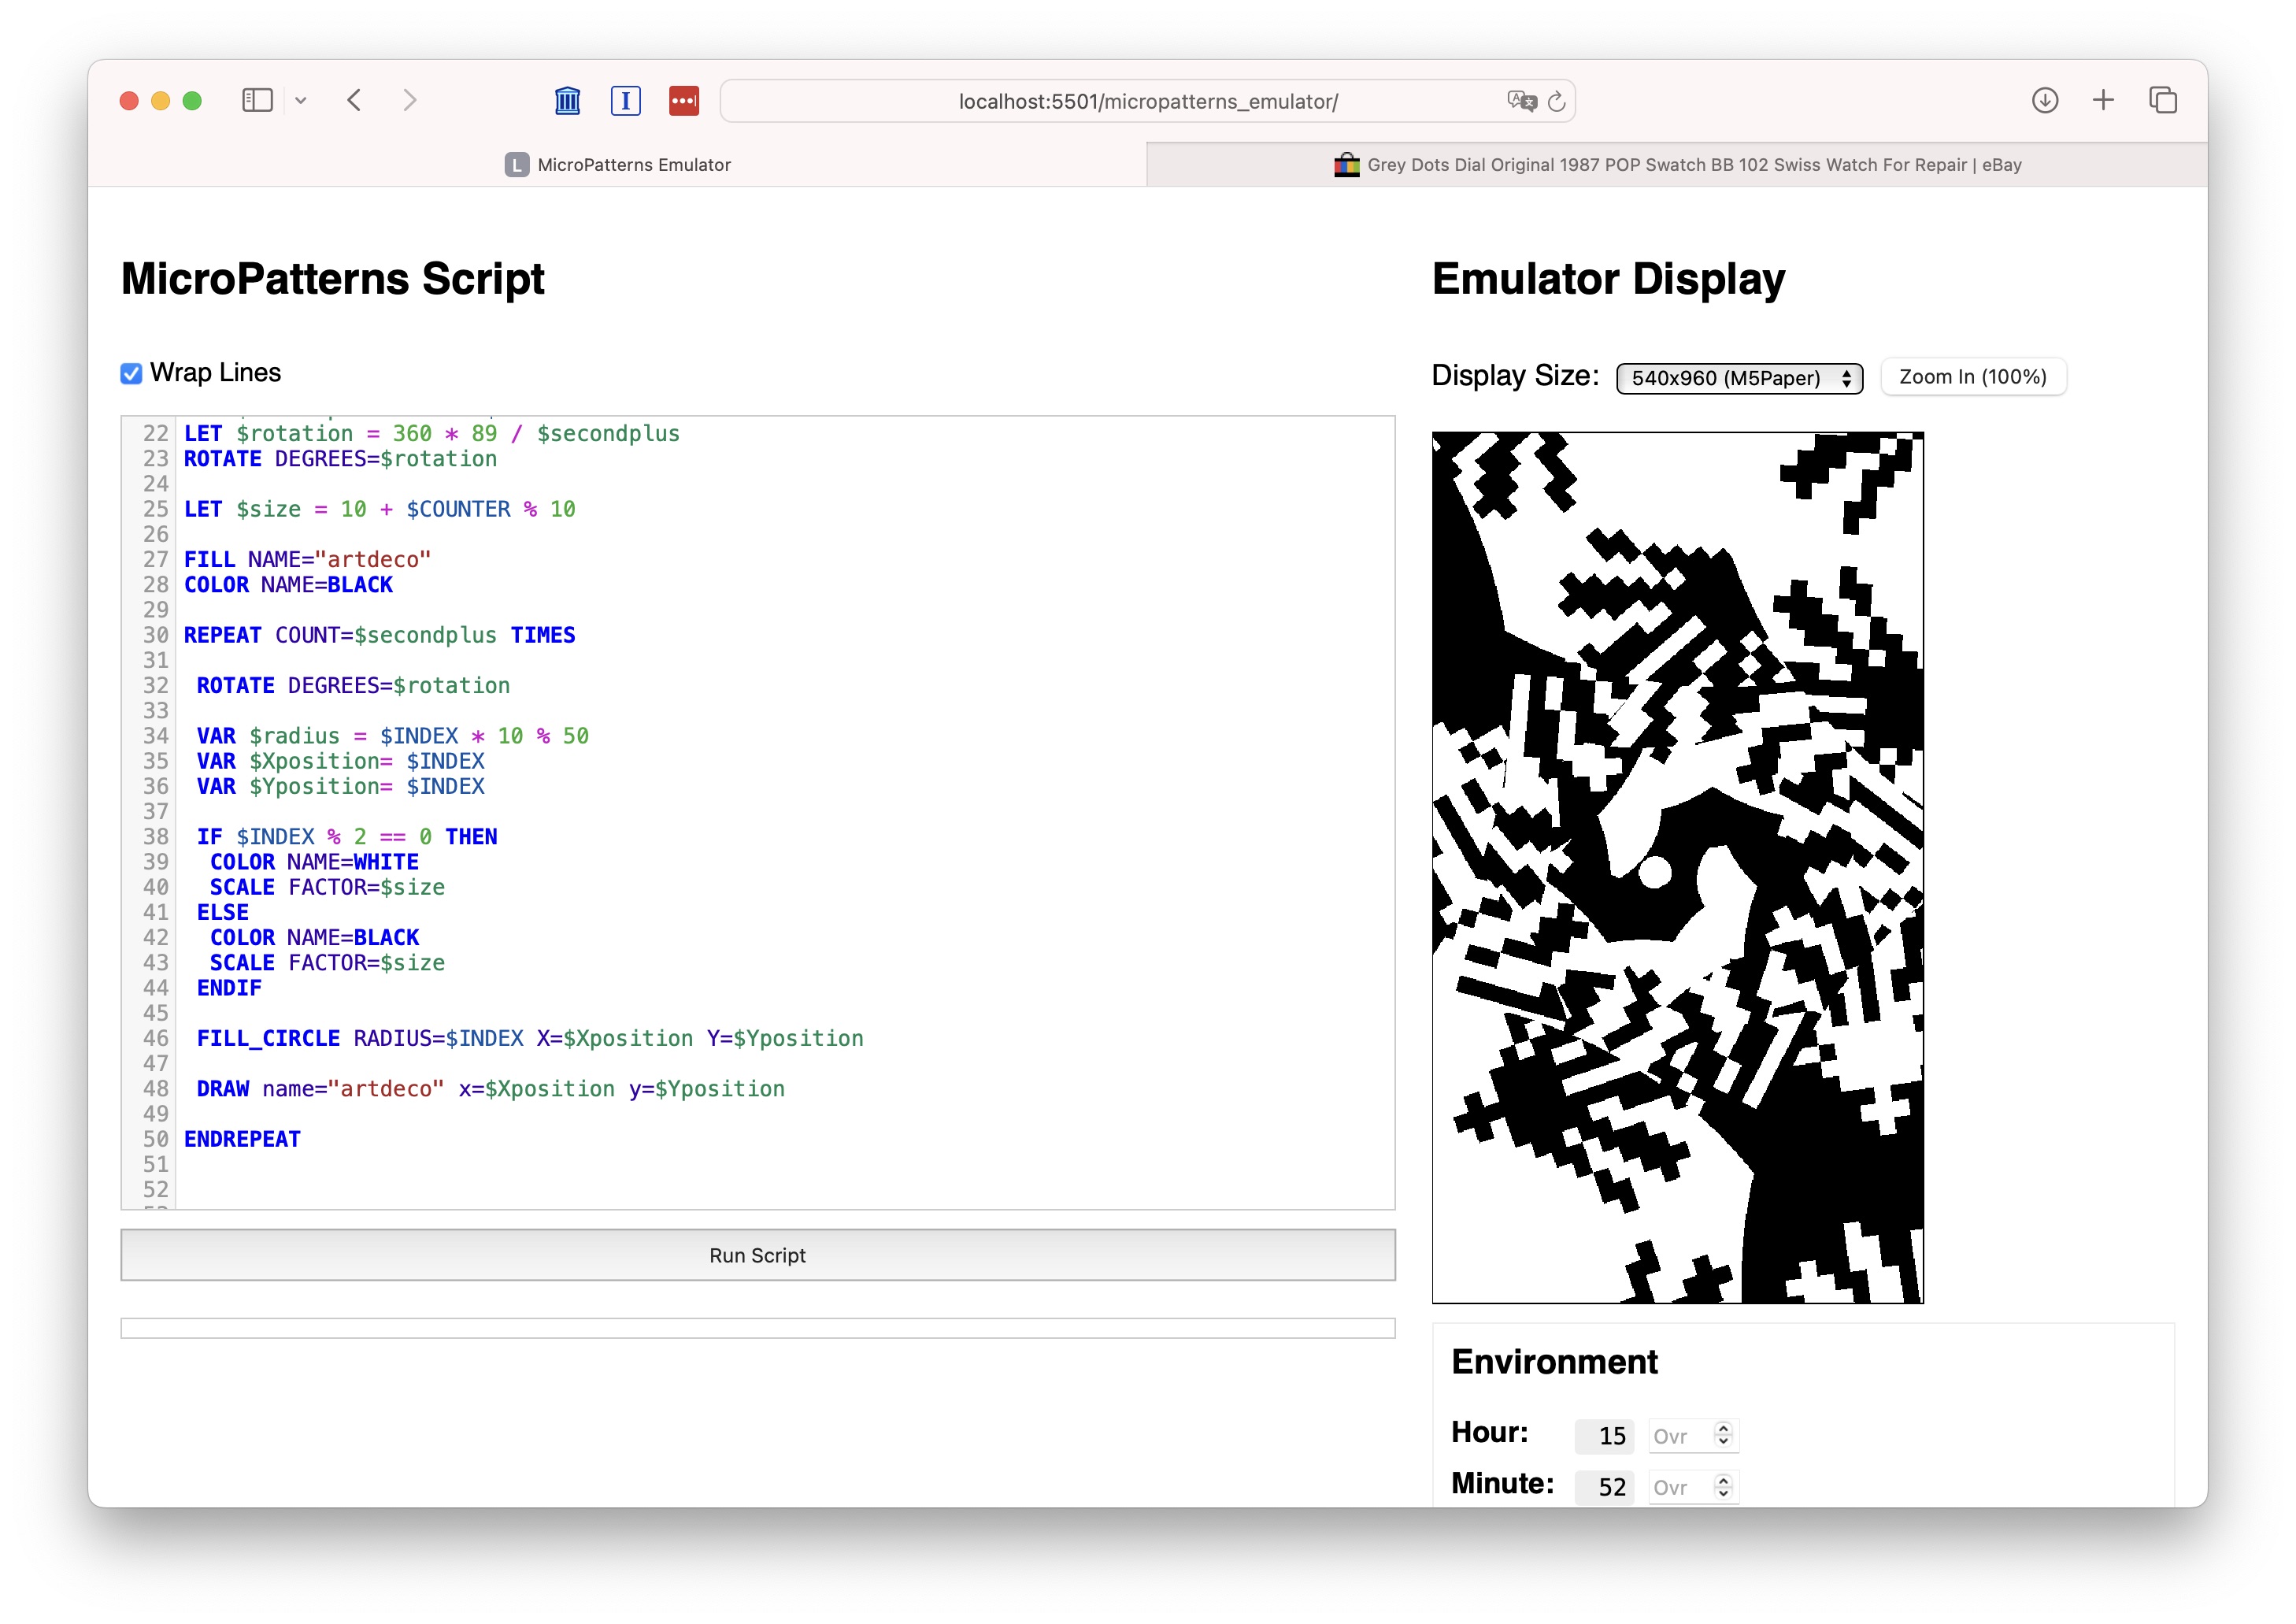 localhost:5501/micropatterns_emulator/
L MicroPatterns Emulator
Grey Dots Dial Original 1987 POP Swatch BB 102 Swiss Watch For Repair | eBay
MicroPatterns Script
Emulator Display
Wrap Lines
Display Size: 540x960 (M5Paper) Zoom In (100%)
22 LET $rotation = 360 * 89 / $secondplus
23 ROTATE DEGREES=$rotation
24
25 LET $size = 10 + $COUNTER % 10
26
27 FILL NAME="artdeco"
28 COLOR NAME=BLACK
29
30 REPEAT COUNT=$secondplus TIMES
31
32 ROTATE DEGREES=$rotation
33
34 VAR $radius = $INDEX * 10 % 50
35 VAR $Xposition= $INDEX
36 VAR $Yposition= $INDEX
37
38 IF $INDEX % 2 == 0 THEN
39 COLOR NAME=WHITE
40 SCALE FACTOR=$size
41 ELSE
42 COLOR NAME=BLACK
43 SCALE FACTOR=$size
44 ENDIF
45
46 FILL_CIRCLE RADIUS=$INDEX X=$Xposition Y=$Yposition
47
48 DRAW name="artdeco" x=$Xposition y=$Yposition
49
50 ENDREPEAT
51
52
Run Script
Environment
Hour: 15 Ovr
Minute: 52 Ovr